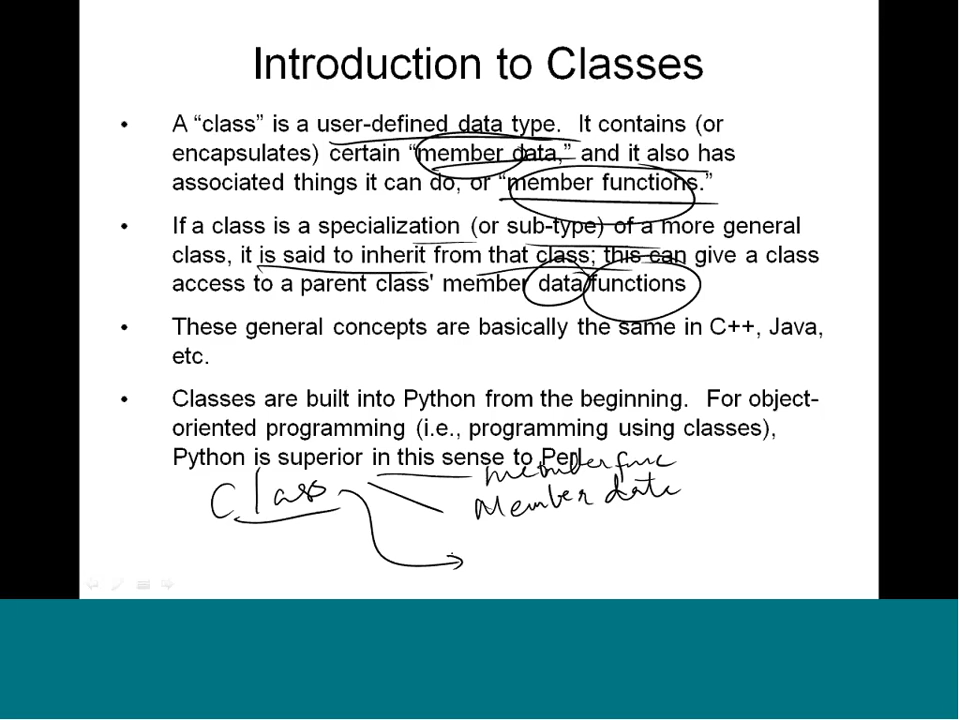 Introduction to Classes
• A “class” is a user-defined data type. It contains (or
encapsulates) certain “member data,” and it also has
associated things it can do, or “member functions.”
• If a class is a specialization (or sub-type) of a more general
class, it is said to inherit from that class; this can give a class
access to a parent class' member data/functions
• These general concepts are basically the same in C++, Java,
etc.
• Classes are built into Python from the beginning. For object-
oriented programming (i.e., programming using classes),
Python is superior in this sense to Perl
member func
Class
Member date